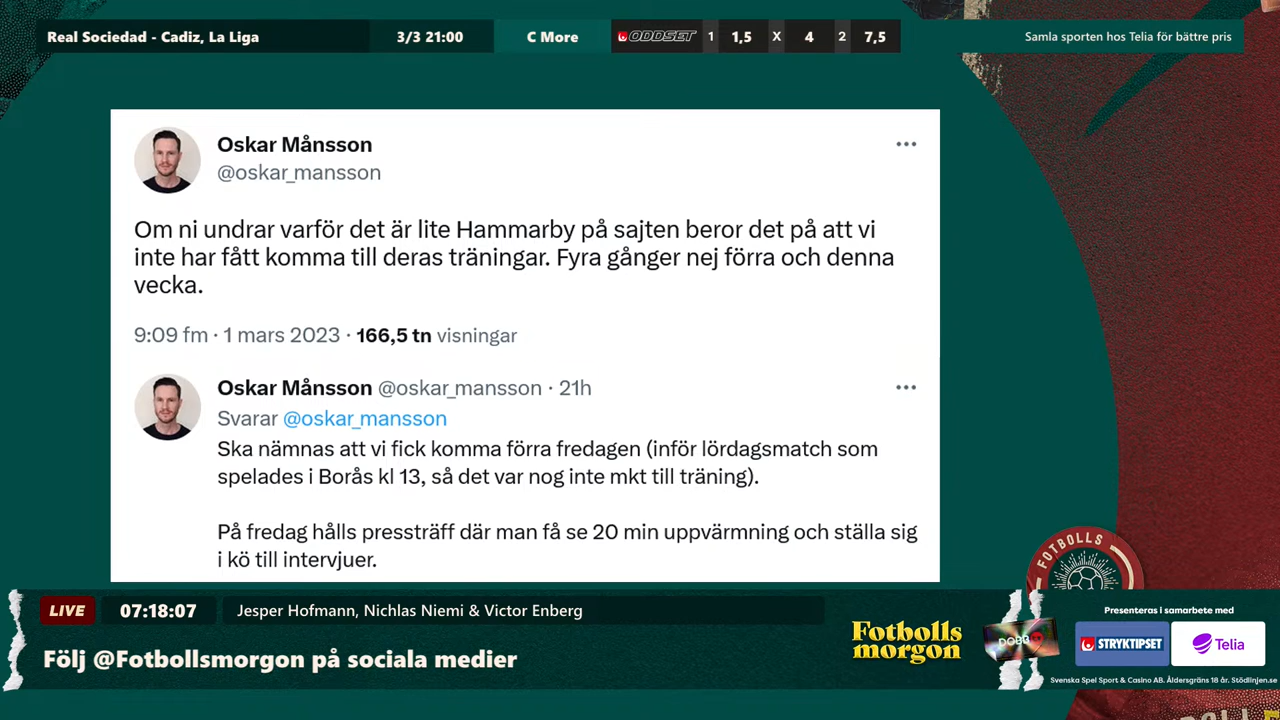 Real Sociedad - Cadiz, La Liga
3/3 21:00
C More
ODDSET 1 1,5 X 4 2 7,5
Samla sporten hos Telia för bättre pris
Oskar Månsson
@oskar_mansson
Om ni undrar varför det är lite Hammarby på sajten beror det på att vi
inte har fått komma till deras träningar. Fyra gånger nej förra och denna
vecka.
9:09 fm · 1 mars 2023 · 166,5 tn visningar
Oskar Månsson @oskar_mansson · 21h
Svarar @oskar_mansson
Ska nämnas att vi fick komma förra fredagen (inför lördagsmatch som
spelades i Borås kl 13, så det var nog inte mkt till träning).
På fredag hålls pressträff där man få se 20 min uppvärmning och ställa sig
i kö till intervjuer.
FOTBOLLS
LIVE
07:18:07
Jesper Hofmann, Nichlas Niemi & Victor Enberg
Följ @Fotbollsmorgon på sociala medier
Fotbolls
morgon
Presenteras i samarbete med
STRYKTIPSET
Telia
Svenska Spel Sport & Casino AB. Åldersgräns 18 år. Stödlinjen.se